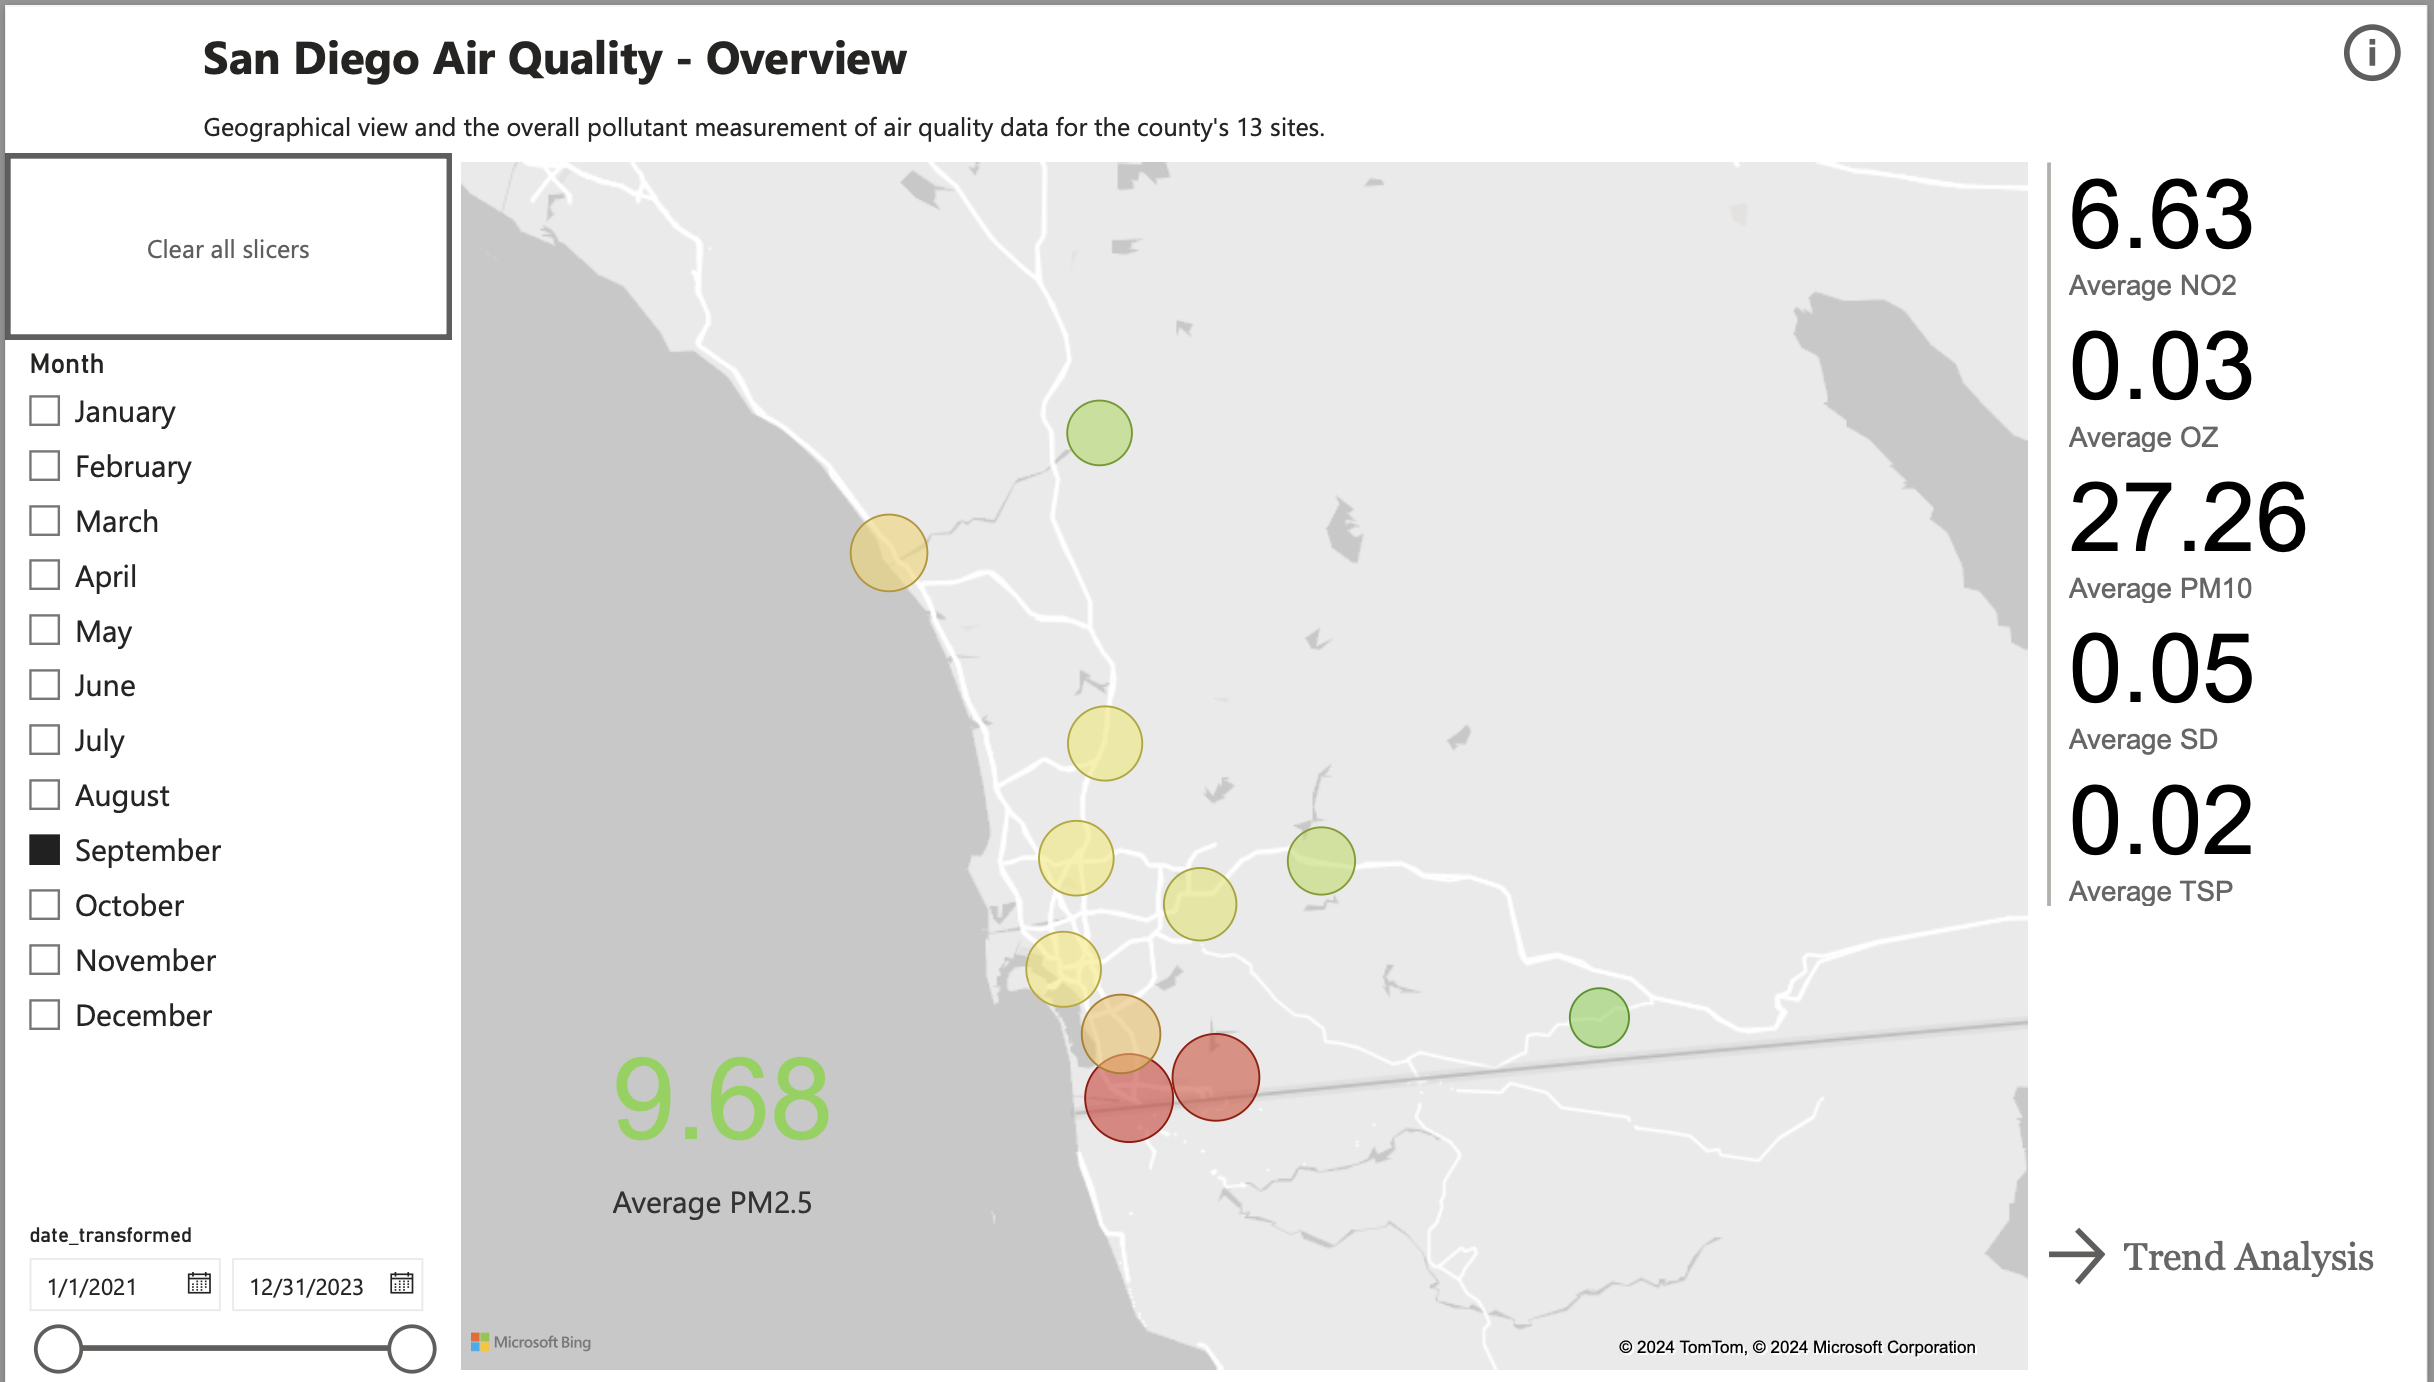 San Diego Air Quality - Overview
i
Geographical view and the overall pollutant measurement of air quality data for the county's 13 sites.
Clear all slicers
Month
January
February
March
April
May
June
July
August
September
October
November
December
date_transformed
1/1/2021
12/31/2023
9.68
Average PM2.5
Microsoft Bing
© 2024 TomTom, © 2024 Microsoft Corporation
6.63
Average NO2
0.03
Average OZ
27.26
Average PM10
0.05
Average SD
0.02
Average TSP
Trend Analysis